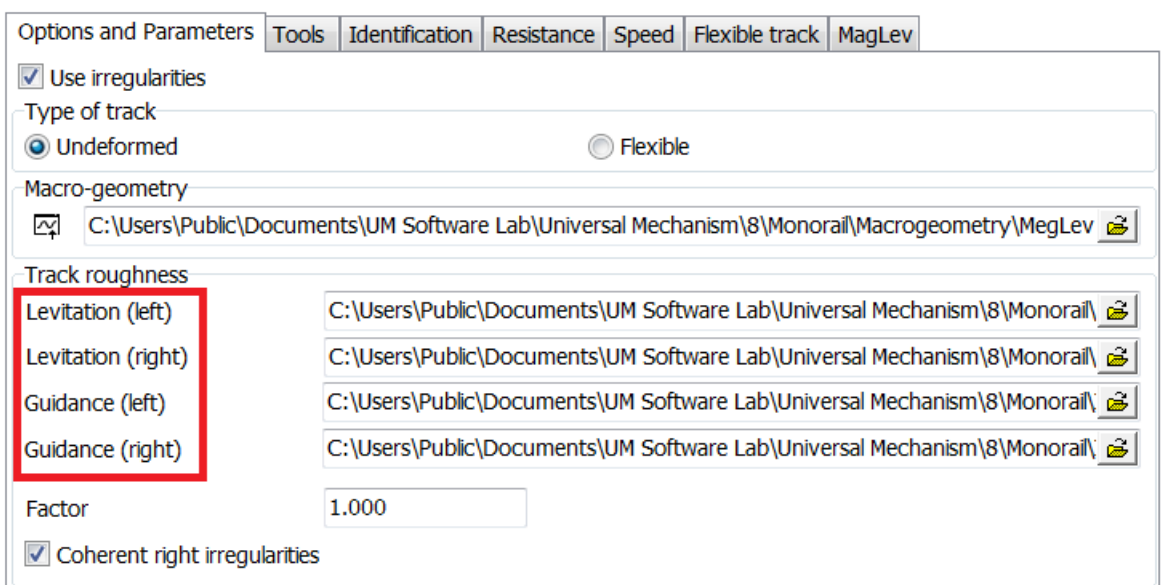 Options and Parameters Tools Identification Resistance Speed Flexible track MagLev
Use irregularities
Type of track
Undeformed Flexible
Macro-geometry
C:\Users\Public\Documents\UM Software Lab\Universal Mechanism\8\Monorail\Macrogeometry\MegLev
Track roughness
Levitation (left) C:\Users\Public\Documents\UM Software Lab\Universal Mechanism\8\Monorail\
Levitation (right) C:\Users\Public\Documents\UM Software Lab\Universal Mechanism\8\Monorail\
Guidance (left) C:\Users\Public\Documents\UM Software Lab\Universal Mechanism\8\Monorail\
Guidance (right) C:\Users\Public\Documents\UM Software Lab\Universal Mechanism\8\Monorail\
Factor 1.000
Coherent right irregularities